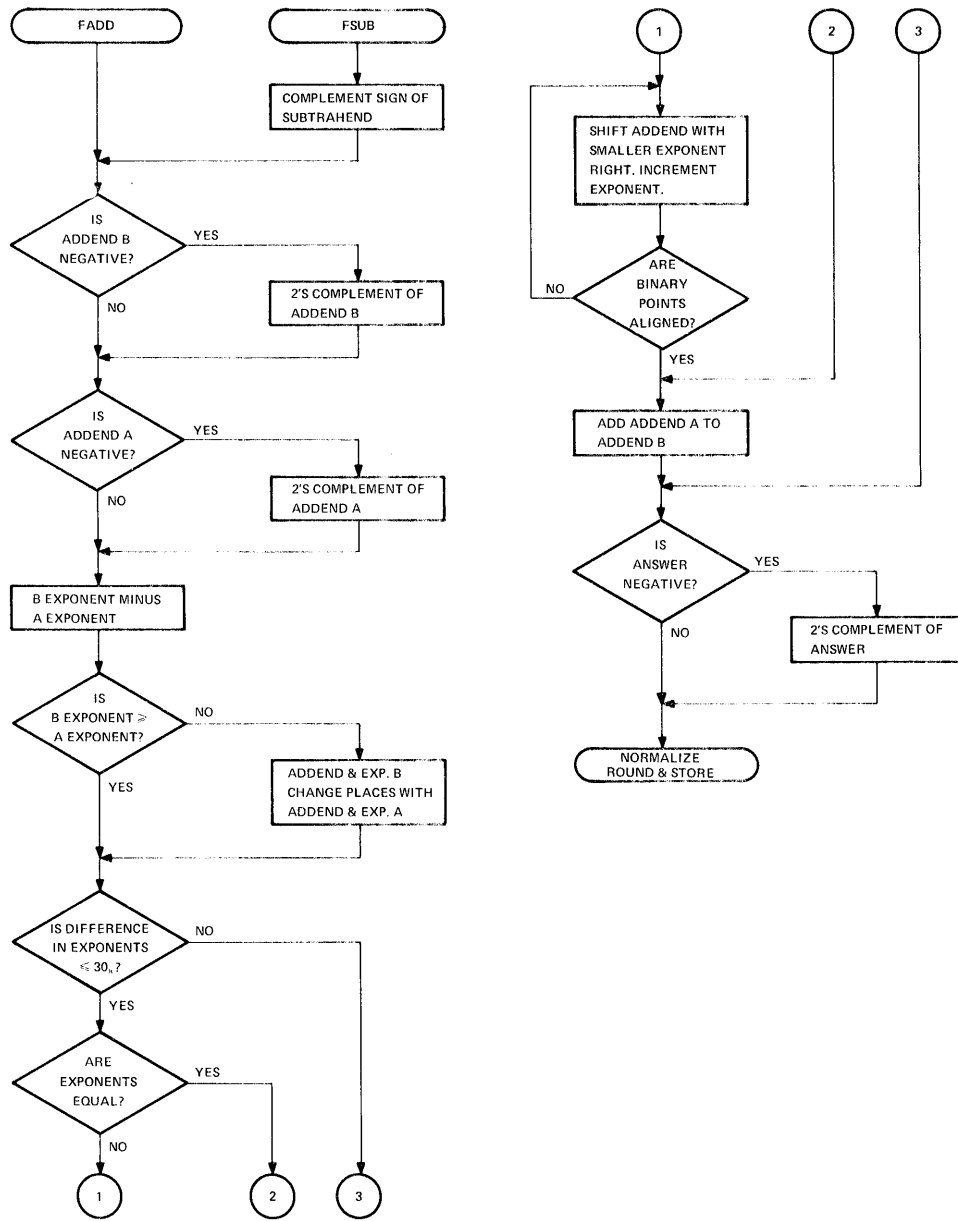 FADD
FSUB
COMPLEMENT SIGN OF
SUBTRAHEND
IS
ADDEND B
NEGATIVE?
YES
NO
2'S COMPLEMENT OF
ADDEND B
IS
ADDEND A
NEGATIVE?
YES
NO
2'S COMPLEMENT OF
ADDEND A
B EXPONENT MINUS
A EXPONENT
IS
B EXPONENT ⩾
A EXPONENT?
NO
YES
ADDEND & EXP. B
CHANGE PLACES WITH
ADDEND & EXP. A
IS DIFFERENCE
IN EXPONENTS
⩽ 30 ?
NO
YES
ARE
EXPONENTS
EQUAL?
YES
NO
1
2
3
1
2
3
SHIFT ADDEND WITH
SMALLER EXPONENT
RIGHT. INCREMENT
EXPONENT.
ARE
BINARY
POINTS
ALIGNED?
NO
YES
ADD ADDEND A TO
ADDEND B
IS
ANSWER
NEGATIVE?
YES
NO
2'S COMPLEMENT OF
ANSWER
NORMALIZE
ROUND & STORE